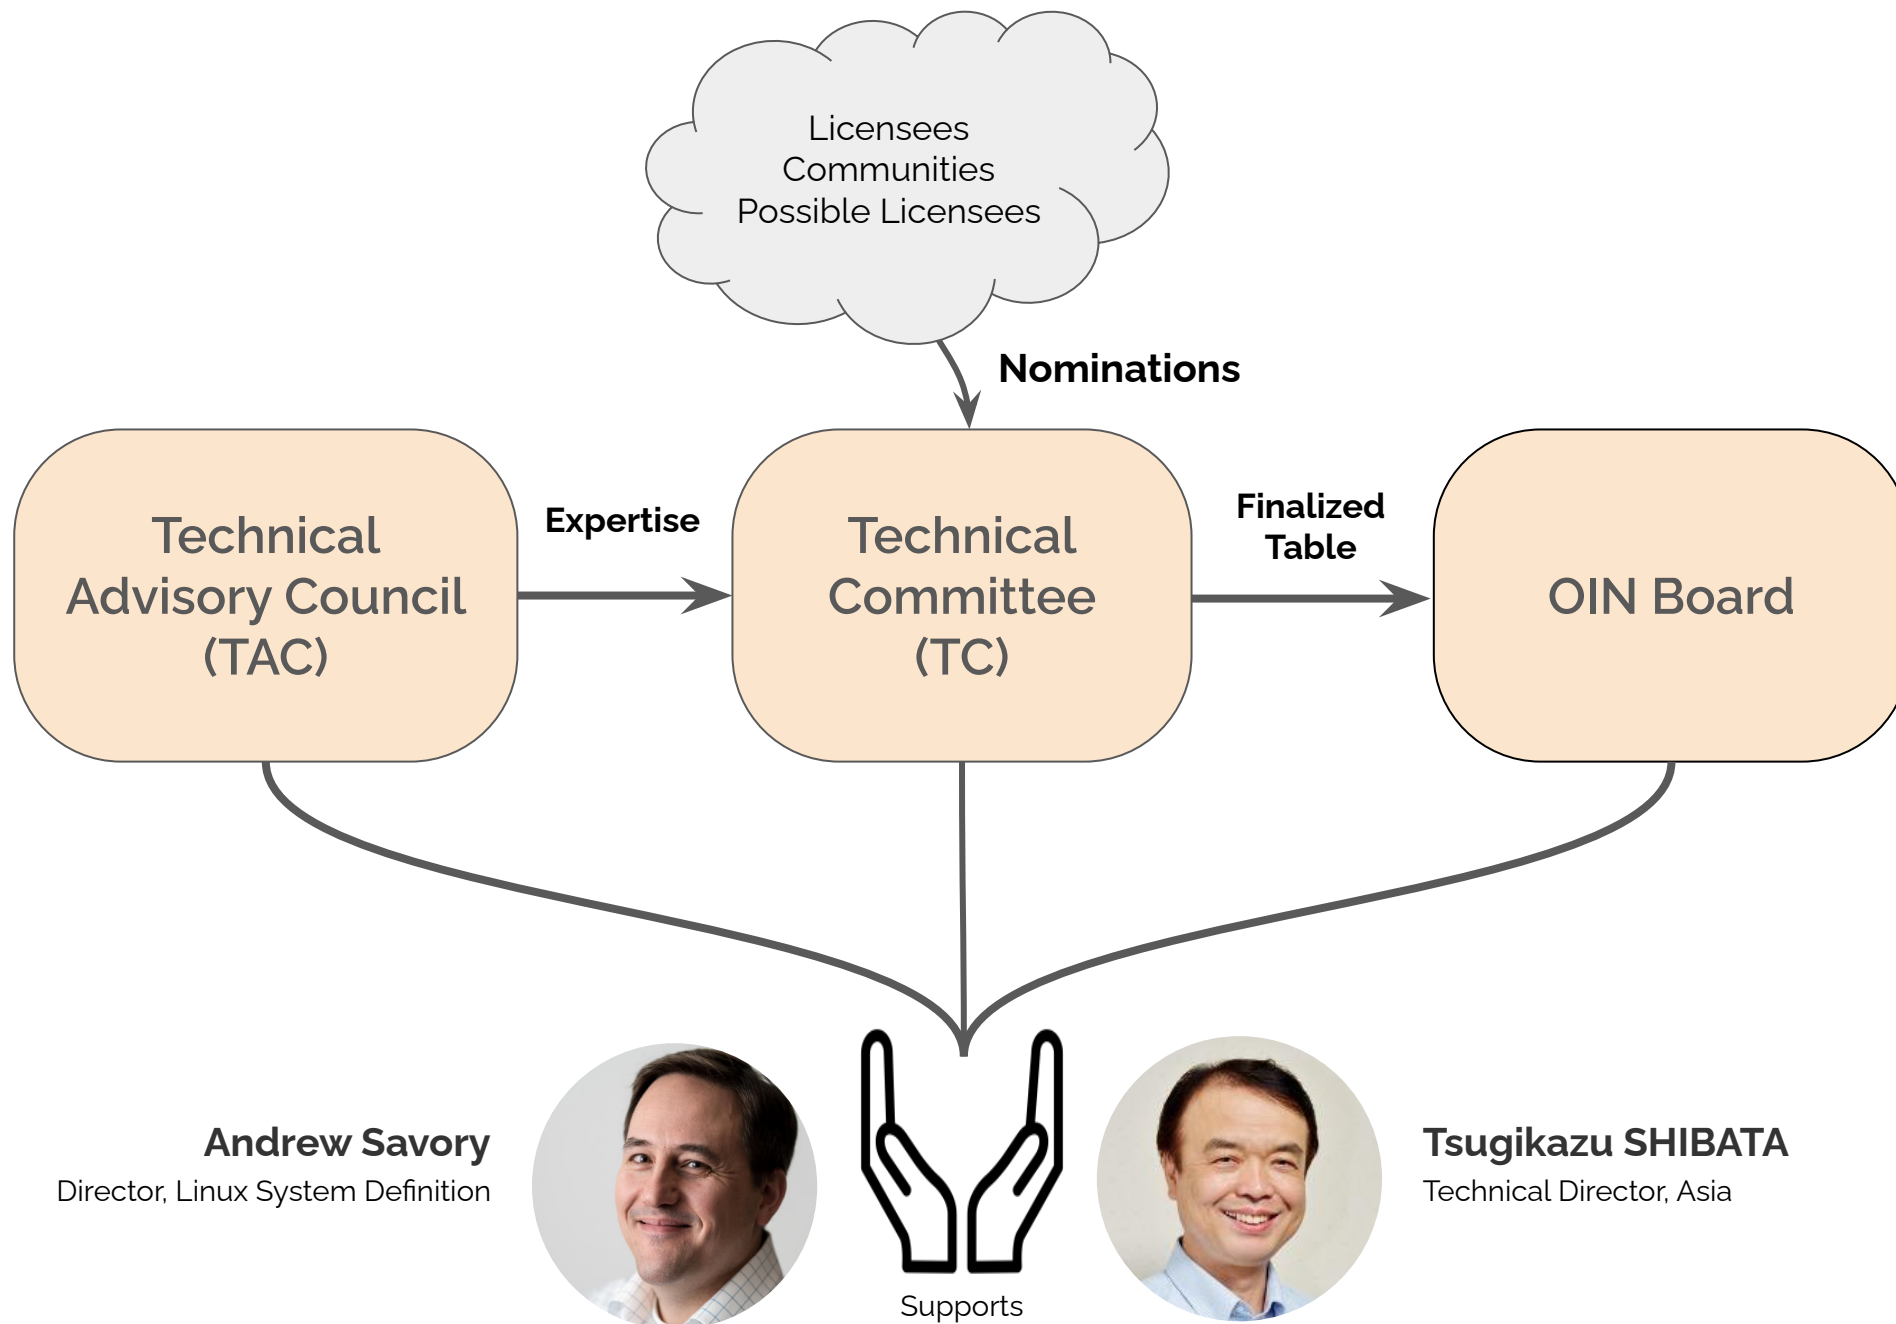 Licensees
Communities
Possible Licensees
Nominations
Technical
Advisory Council
(TAC)
Expertise
Technical
Committee
(TC)
Finalized
Table
OIN Board
Andrew Savory
Director, Linux System Definition
Tsugikazu SHIBATA
Technical Director, Asia
Supports